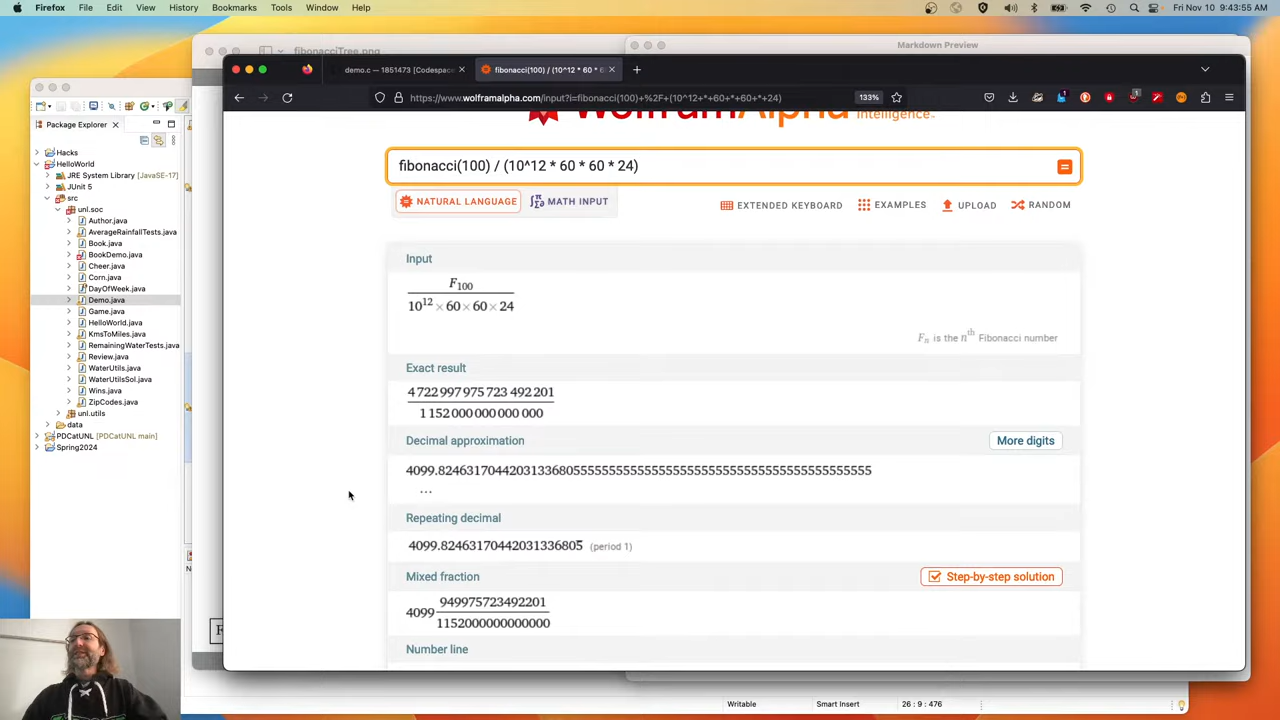 Firefox File Edit View History Bookmarks Tools Window Help Fri Nov 10 9:43:55 AM
fibonacciTree.png
Markdown Preview
demo.c — 1851473 [Codespac
fibonacci(100) / (10^12 * 60 * 6
https://www.wolframalpha.com/input?i=fibonacci(100)+%2F+(10^12+*+60+*+60+*+24)
133%
Package Explorer
Hacks
HelloWorld
JRE System Library [JavaSE-17]
JUnit 5
src
unl.soc
Author.java
AverageRainfallTests.java
Book.java
BookDemo.java
Cheer.java
Corn.java
DayOfWeek.java
Demo.java
Game.java
HelloWorld.java
KmsToMiles.java
RemainingWaterTests.java
Review.java
WaterUtils.java
WaterUtilsSol.java
Wins.java
ZipCodes.java
unl.utils
data
PDCatUNL [PDCatUNL main]
Spring2024
WolframAlpha intelligence.
fibonacci(100) / (10^12 * 60 * 60 * 24)
NATURAL LANGUAGE MATH INPUT EXTENDED KEYBOARD EXAMPLES UPLOAD RANDOM
Input
F100
10^12 × 60 × 60 × 24
Fn is the nth Fibonacci number
Exact result
4 722 997 975 723 492 201
1 152 000 000 000 000
Decimal approximation More digits
…
Repeating decimal
4099.82463170442031336805̅ (period 1)
Mixed fraction Step-by-step solution
4099 949975723492201
1152000000000000
Number line
Writable Smart Insert 26 : 9 : 476